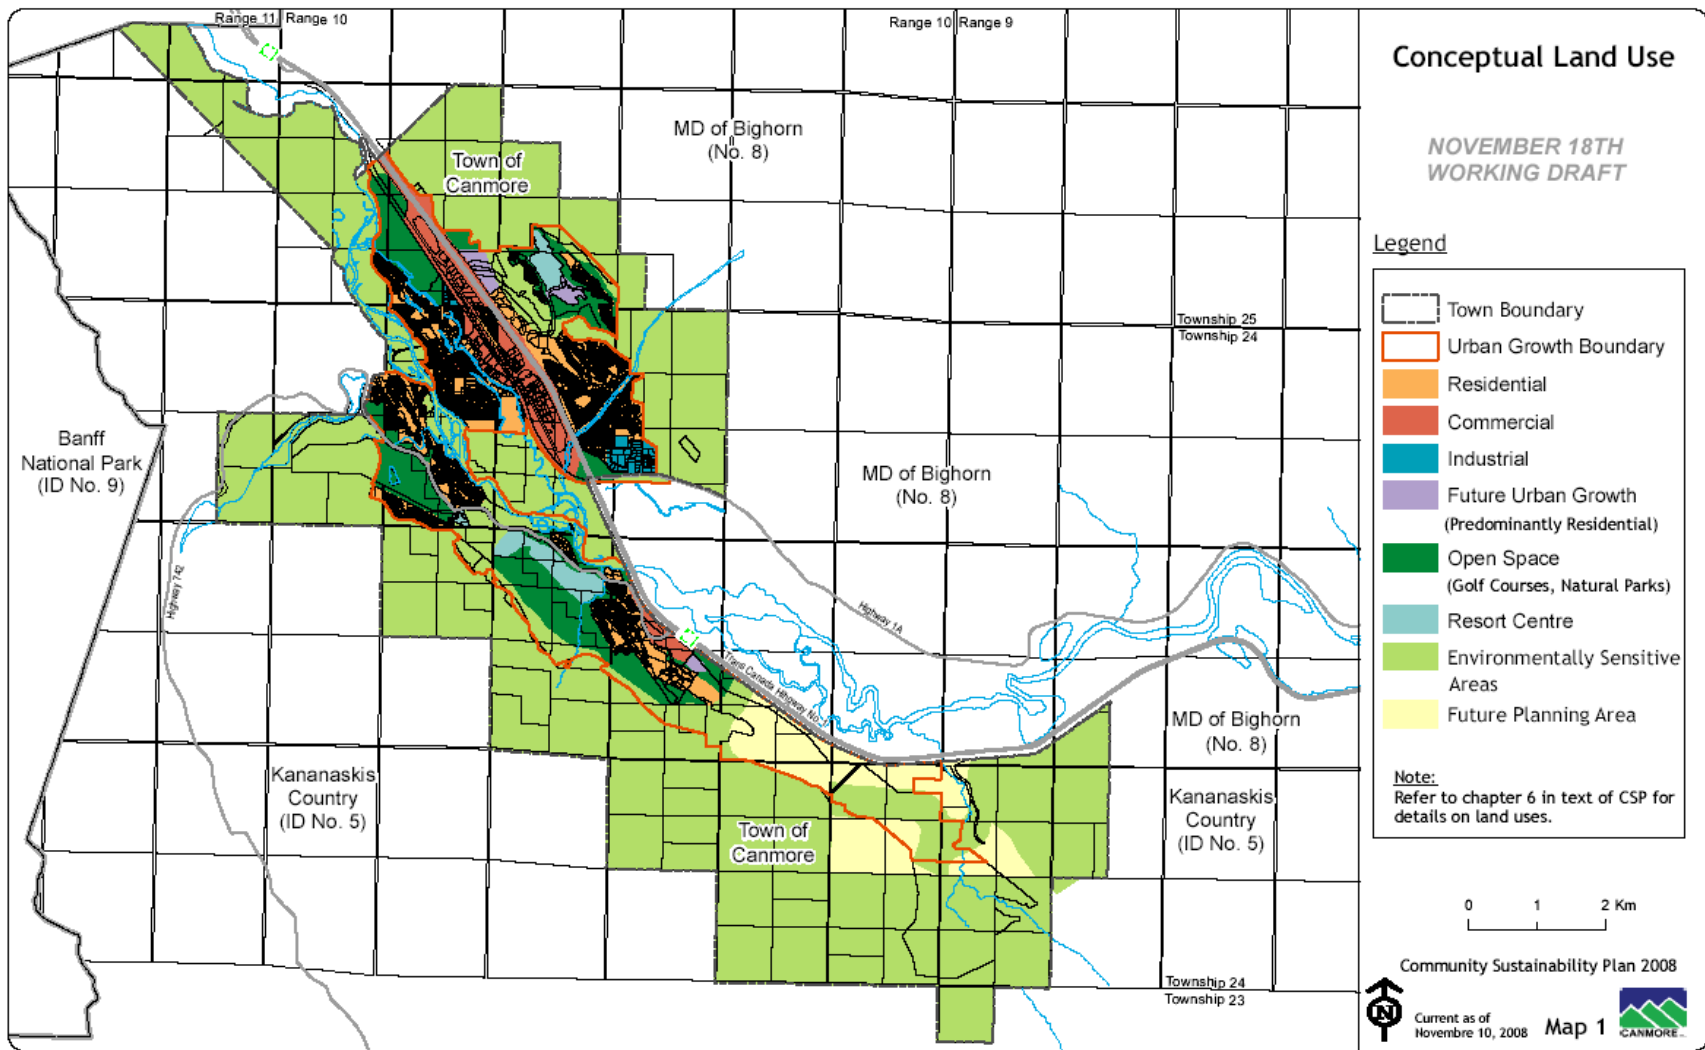 Range 11 Range 10
Range 10 Range 9
Conceptual Land Use
NOVEMBER 18TH
WORKING DRAFT
MD of Bighorn
(No. 8)
Town of
Canmore
Legend
Town Boundary
Urban Growth Boundary
Residential
Commercial
Industrial
Future Urban Growth
(Predominantly Residential)
Open Space
(Golf Courses, Natural Parks)
Resort Centre
Environmentally Sensitive
Areas
Future Planning Area
Note:
Refer to chapter 6 in text of CSP for
details on land uses.
Township 25
Township 24
Banff
National Park
(ID No. 9)
MD of Bighorn
(No. 8)
Highway 742
Highway 1A
Trans Canada Highway No. 1
MD of Bighorn
(No. 8)
Kananaskis
Country
(ID No. 5)
Town of
Canmore
Kananaskis
Country
(ID No. 5)
0 1 2 Km
Community Sustainability Plan 2008
Township 24
Township 23
N
Current as of
Novembre 10, 2008
Map 1
CANMORE